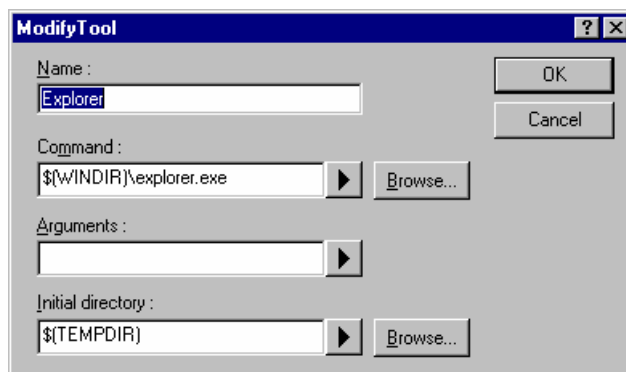 ModifyTool
Name :
OK
Explorer
Cancel
Command :
$(WINDIR)\explorer.exe
Browse...
Arguments :
Initial directory :
$(TEMPDIR)
Browse...